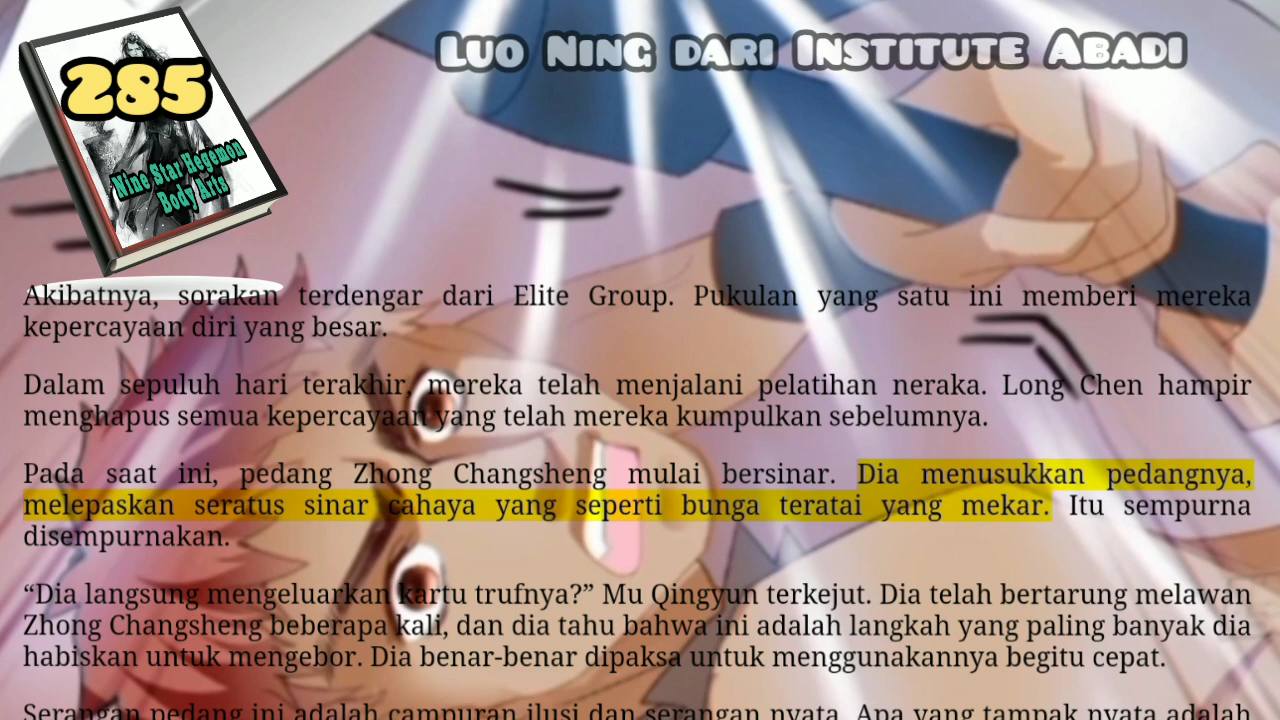 285
Nine Star Hegemon
Body Arts
Luo Ning dari Institute Abadi
Akibatnya, sorakan terdengar dari Elite Group. Pukulan yang satu ini memberi mereka
kepercayaan diri yang besar.
Dalam sepuluh hari terakhir, mereka telah menjalani pelatihan neraka. Long Chen hampir
menghapus semua kepercayaan yang telah mereka kumpulkan sebelumnya.
Pada saat ini, pedang Zhong Changsheng mulai bersinar. Dia menusukkan pedangnya,
melepaskan seratus sinar cahaya yang seperti bunga teratai yang mekar. Itu sempurna
disempurnakan.
“Dia langsung mengeluarkan kartu trufnya?” Mu Qingyun terkejut. Dia telah bertarung melawan
Zhong Changsheng beberapa kali, dan dia tahu bahwa ini adalah langkah yang paling banyak dia
habiskan untuk mengebor. Dia benar-benar dipaksa untuk menggunakannya begitu cepat.
Serangan pedang ini adalah campuran ilusi dan serangan nyata. Apa yang tampak nyata adalah